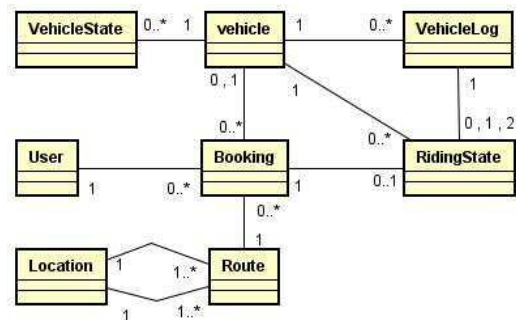 VehicleState 0..* 1 vehicle 1 0..* VehicleLog
0 , 1 1 1
0..* 0..* 0 , 1 , 2
User Booking RidingState
1 0..* 1 0..1
0..*
1
Location 1 1..* Route
1 1..*